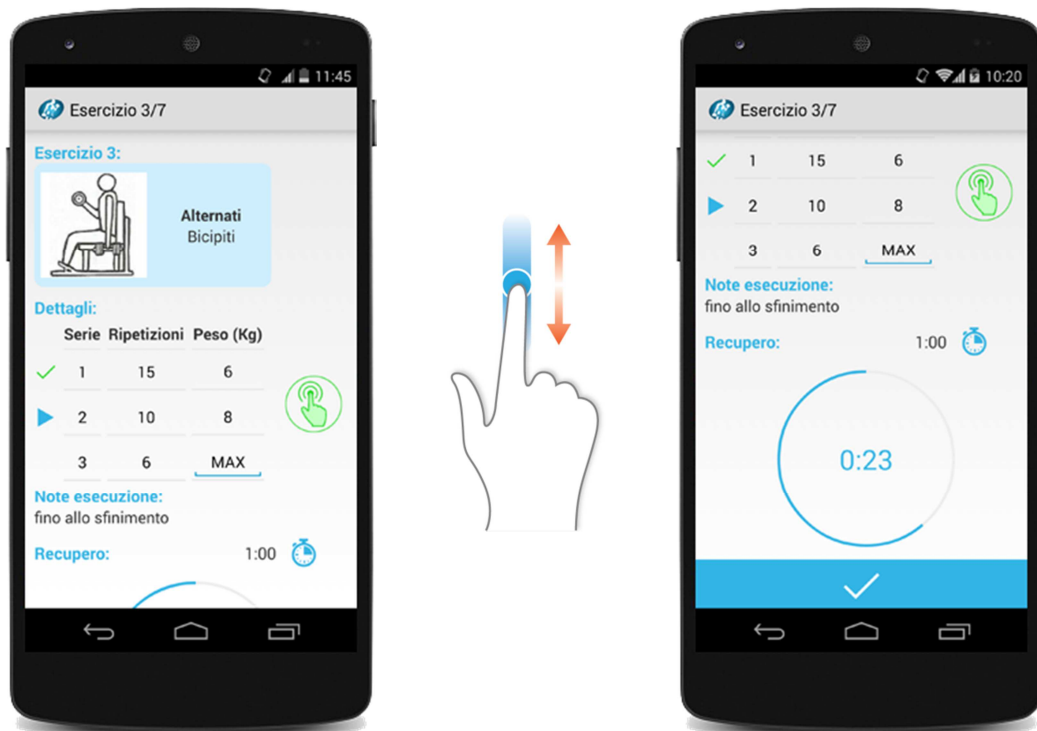 11:45
Esercizio 3/7
Esercizio 3:
Alternati
Bicipiti
Dettagli:
Serie Ripetizioni Peso (Kg)
1 15 6
2 10 8
3 6 MAX
Note esecuzione:
fino allo sfinimento
Recupero: 1:00
10:20
Esercizio 3/7
1 15 6
2 10 8
3 6 MAX
Note esecuzione:
fino allo sfinimento
Recupero: 1:00
0:23